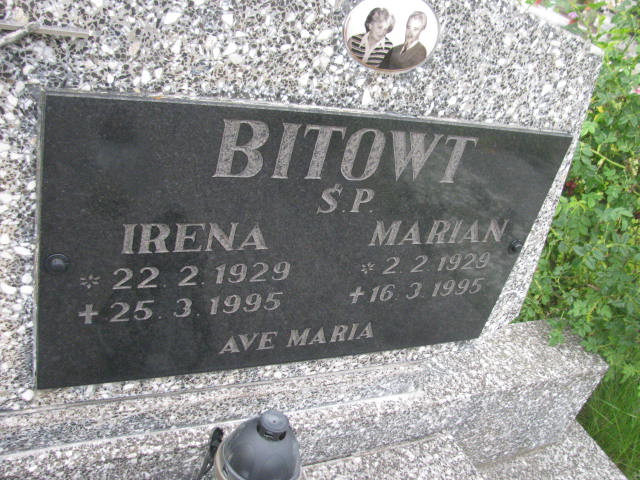 BITOWT
Ś.P.
IRENA MARIAN
* 22.2.1929 * 2.2.1929
+ 25.3.1995 + 16.3.1995
AVE MARIA